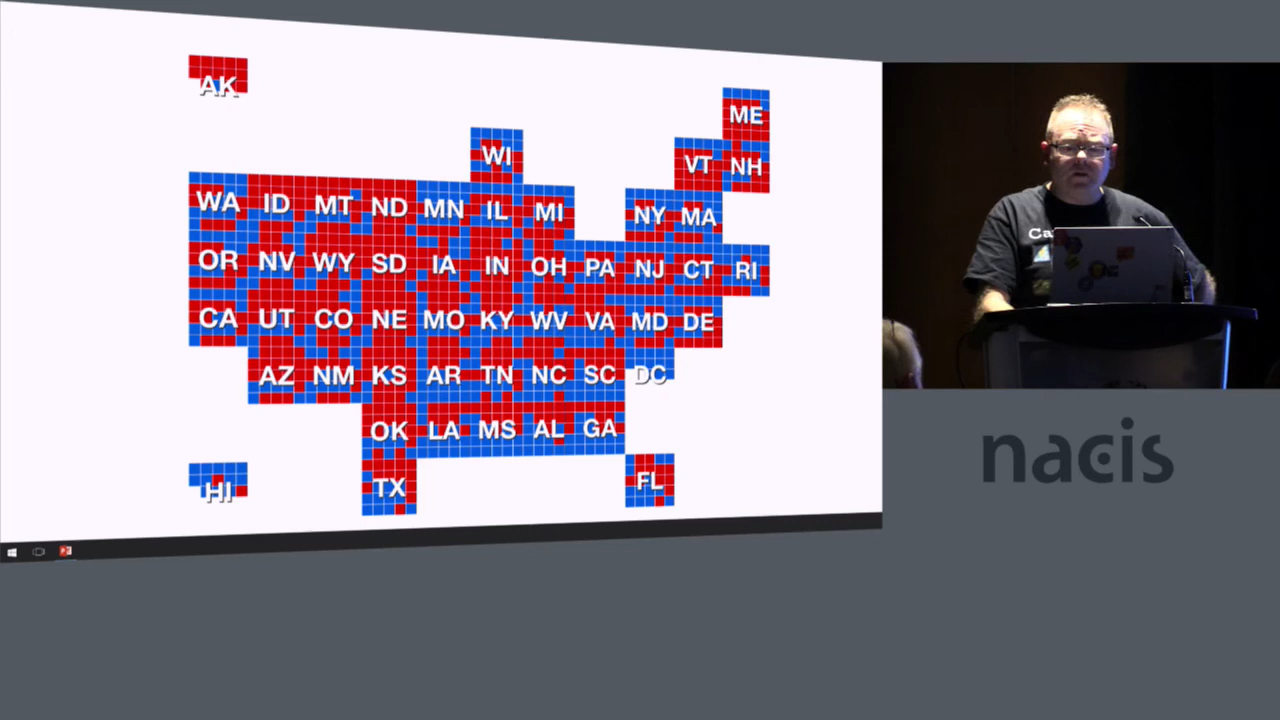 AK
ME
WI
VT NH
WA ID MT ND MN IL MI NY MA
OR NV WY SD IA IN OH PA NJ CT RI
CA UT CO NE MO KY WV VA MD DE
AZ NM KS AR TN NC SC DC
OK LA MS AL GA
HI TX FL
Ca
nacis